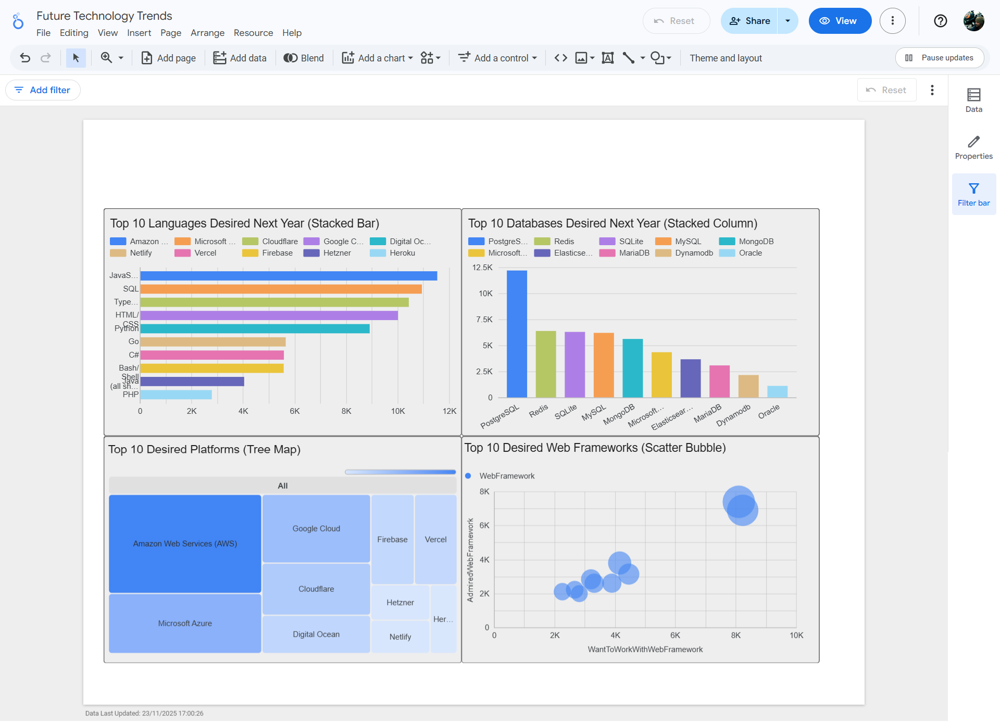 Future Technology Trends
File Editing View Insert Page Arrange Resource Help
Reset
Share
View
Add page
Add data
Blend
Add a chart
Add a control
Theme and layout
Pause updates
Add filter
Reset
Data
Properties
Filter bar
Top 10 Languages Desired Next Year (Stacked Bar)
Amazon ... Microsoft ... Cloudflare Google C... Digital Oc...
Netlify Vercel Firebase Hetzner Heroku
JavaS...
SQL
Type...
HTML/
CSS
Python
Go
C#
Bash/
Shell
(all sh...
Java
PHP
0 2K 4K 6K 8K 10K 12K
Top 10 Databases Desired Next Year (Stacked Column)
PostgreS... Redis SQLite MySQL MongoDB
Microsoft... Elasticse... MariaDB Dynamodb Oracle
12.5K
10K
7.5K
5K
2.5K
0
PostgreSQL Redis SQLite MySQL MongoDB Microsoft... Elasticsear... MariaDB Dynamodb Oracle
Top 10 Desired Platforms (Tree Map)
All
Amazon Web Services (AWS)
Microsoft Azure
Google Cloud
Cloudflare
Digital Ocean
Firebase
Vercel
Hetzner
Netlify
Her...
Top 10 Desired Web Frameworks (Scatter Bubble)
WebFramework
AdmiredWebFramework
8K
6K
4K
2K
0
0 2K 4K 6K 8K 10K
WantToWorkWithWebFramework
Data Last Updated: 23/11/2025 17:00:26